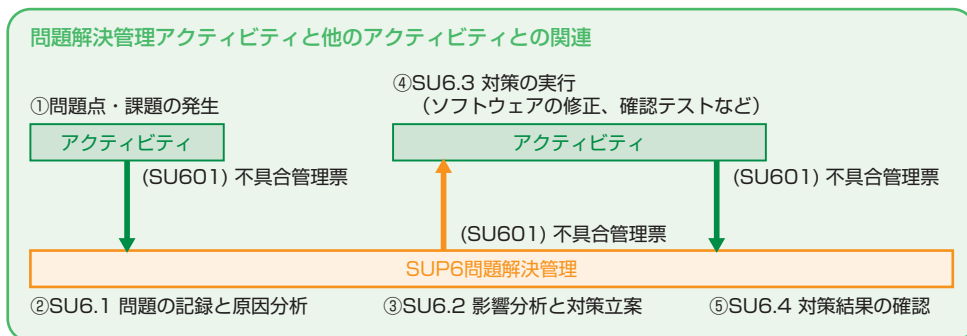 問題解決管理アクティビティと他のアクティビティとの関連
①問題点・課題の発生
アクティビティ
(SU601) 不具合管理票
④SU6.3 対策の実行
（ソフトウェアの修正、確認テストなど）
アクティビティ
(SU601) 不具合管理票
(SU601) 不具合管理票
SUP6問題解決管理
②SU6.1 問題の記録と原因分析
③SU6.2 影響分析と対策立案
⑤SU6.4 対策結果の確認